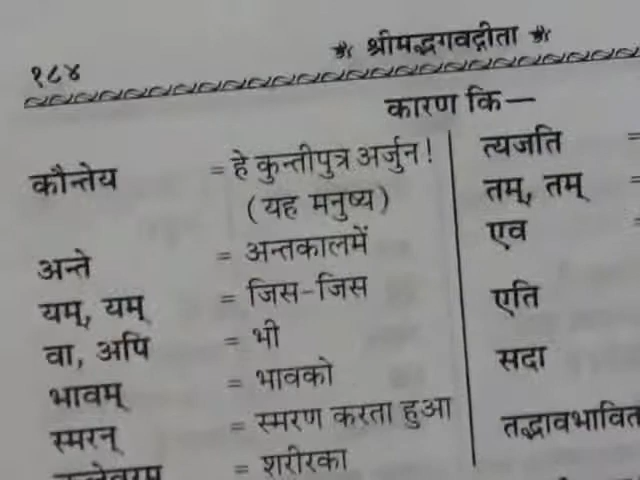 १८४ श्रीमद्भगवद्गीता
कारण कि—
कौन्तेय = हे कुन्तीपुत्र अर्जुन!
(यह मनुष्य)
अन्ते = अन्तकालमें
यम्, यम् = जिस-जिस
वा, अपि = भी
भावम् = भावको
स्मरन् = स्मरण करता हुआ
= शरीरका
त्यजति =
तम्, तम् =
एव =
एति
सदा